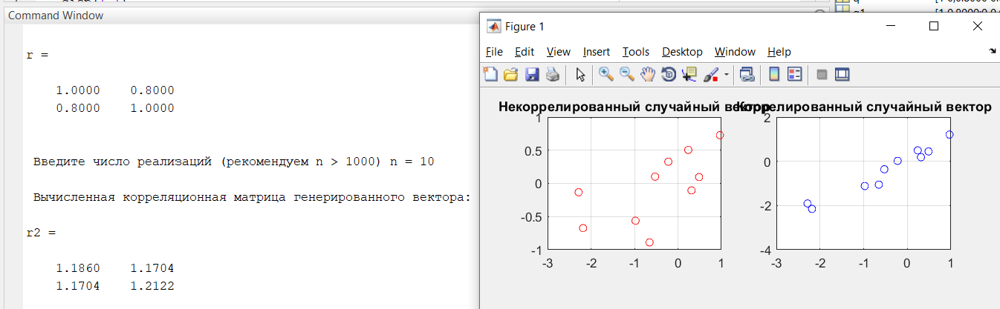 Command Window
r =
1.0000 0.8000
0.8000 1.0000
Введите число реализаций (рекомендуем n > 1000) n = 10
Вычисленная корреляционная матрица генерированного вектора:
r2 =
1.1860 1.1704
1.1704 1.2122
Figure 1
File Edit View Insert Tools Desktop Window Help
Некоррелированный случайный вектор
1
0.5
0
-0.5
-1
-3 -2 -1 0 1
Коррелированный случайный вектор
2
0
-2
-4
-3 -2 -1 0 1